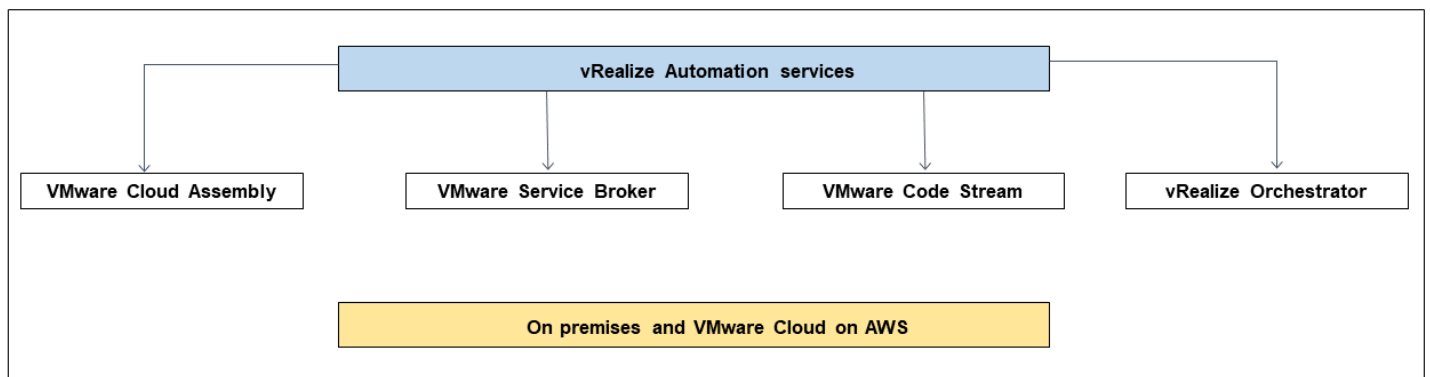 vRealize Automation services
VMware Cloud Assembly
VMware Service Broker
VMware Code Stream
vRealize Orchestrator
On premises and VMware Cloud on AWS